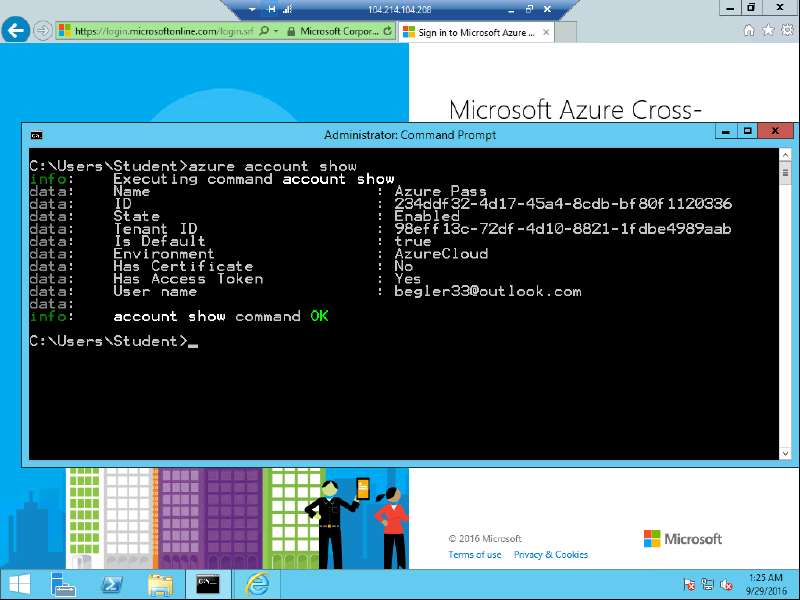 104.214.104.208
https://login.microsoftonline.com/login.srf
Microsoft Corpor...
Sign in to Microsoft Azure ...
Microsoft Azure Cross-
Administrator: Command Prompt
C:\Users\Student>azure account show
info: Executing command account show
data: Name : Azure Pass
data: ID : 234ddf32-4d17-45a4-8cdb-bf80f1120336
data: State : Enabled
data: Tenant ID : 98eff13c-72df-4d10-8821-1fdbe4989aab
data: Is Default : true
data: Environment : AzureCloud
data: Has Certificate : No
data: Has Access Token : Yes
data: User name : begler33@outlook.com
data:
info: account show command OK
C:\Users\Student>_
© 2016 Microsoft
Microsoft
Terms of use Privacy & Cookies
1:25 AM
9/29/2016